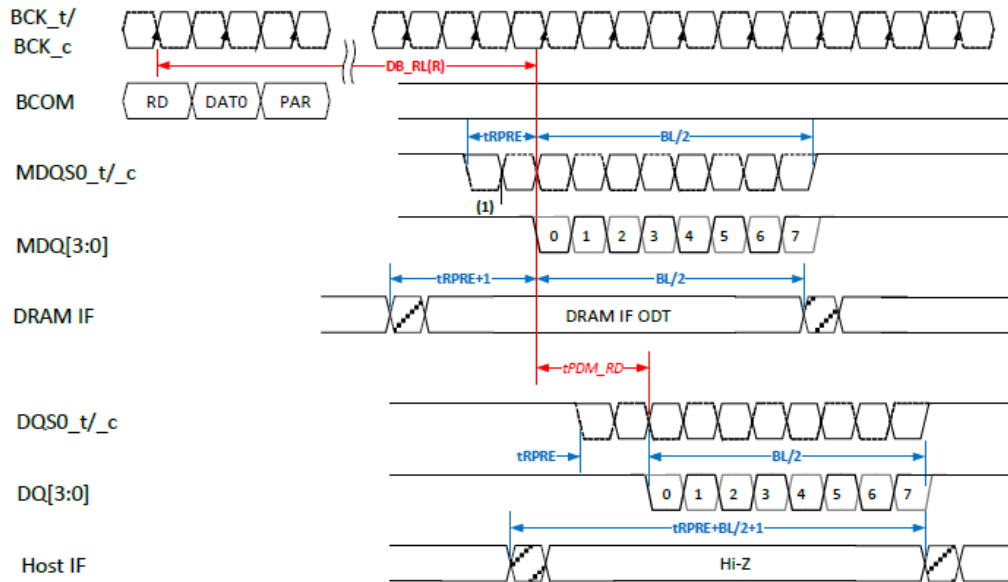 BCK_t/
BCK_c
DB_RL(R)
BCOM
RD DAT0 PAR
tRPRE BL/2
MDQS0_t/_c
(1)
MDQ[3:0]
0 1 2 3 4 5 6 7
tRPRE+1 BL/2
DRAM IF
DRAM IF ODT
tPDM_RD
DQS0_t/_c
tRPRE BL/2
DQ[3:0]
0 1 2 3 4 5 6 7
tRPRE+BL/2+1
Host IF
Hi-Z